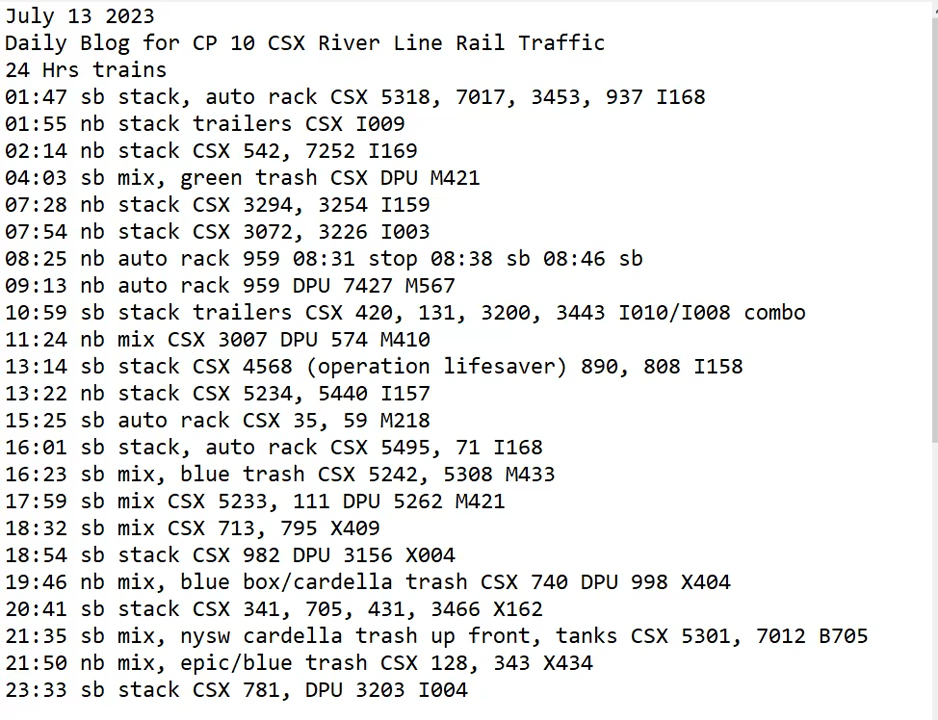 July 13 2023
Daily Blog for CP 10 CSX River Line Rail Traffic
24 Hrs trains
01:47 sb stack, auto rack CSX 5318, 7017, 3453, 937 I168
01:55 nb stack trailers CSX I009
02:14 nb stack CSX 542, 7252 I169
04:03 sb mix, green trash CSX DPU M421
07:28 nb stack CSX 3294, 3254 I159
07:54 nb stack CSX 3072, 3226 I003
08:25 nb auto rack 959 08:31 stop 08:38 sb 08:46 sb
09:13 nb auto rack 959 DPU 7427 M567
10:59 sb stack trailers CSX 420, 131, 3200, 3443 I010/I008 combo
11:24 nb mix CSX 3007 DPU 574 M410
13:14 sb stack CSX 4568 (operation lifesaver) 890, 808 I158
13:22 nb stack CSX 5234, 5440 I157
15:25 sb auto rack CSX 35, 59 M218
16:01 sb stack, auto rack CSX 5495, 71 I168
16:23 sb mix, blue trash CSX 5242, 5308 M433
17:59 sb mix CSX 5233, 111 DPU 5262 M421
18:32 sb mix CSX 713, 795 X409
18:54 sb stack CSX 982 DPU 3156 X004
19:46 nb mix, blue box/cardella trash CSX 740 DPU 998 X404
20:41 sb stack CSX 341, 705, 431, 3466 X162
21:35 sb mix, nysw cardella trash up front, tanks CSX 5301, 7012 B705
21:50 nb mix, epic/blue trash CSX 128, 343 X434
23:33 sb stack CSX 781, DPU 3203 I004